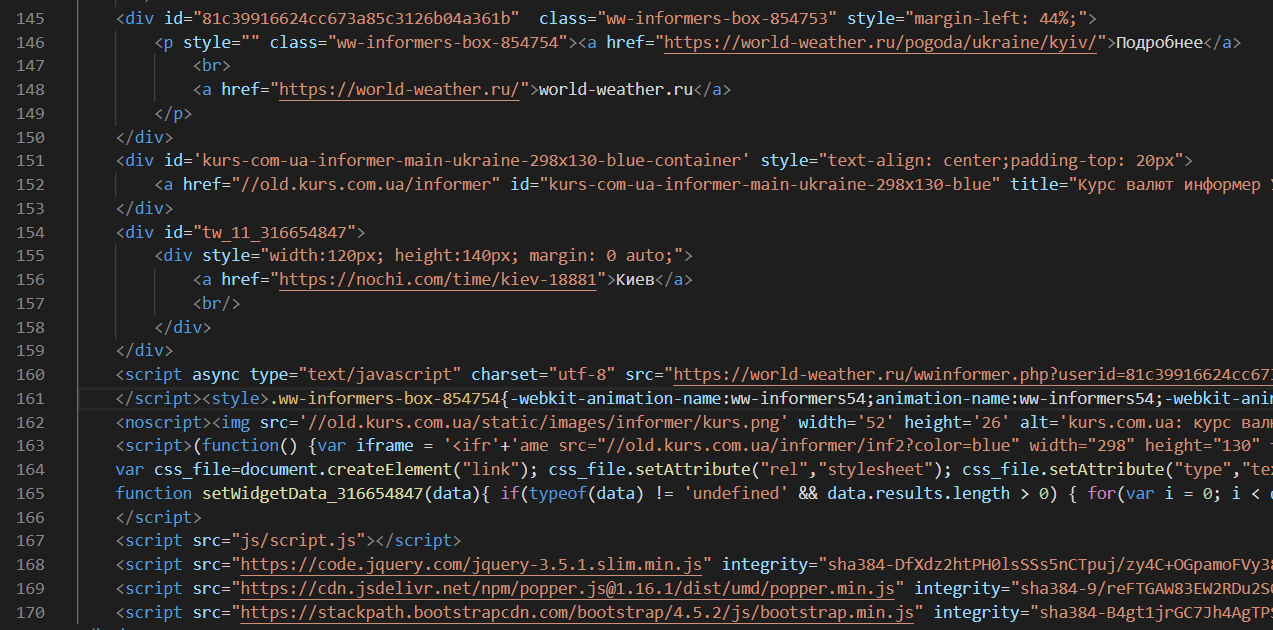 145 <div id="81c39916624cc673a85c3126b04a361b"  class="ww-informers-box-854753" style="margin-left: 44%;">
146 <p style="" class="ww-informers-box-854754"><a href="https://world-weather.ru/pogoda/ukraine/kyiv/">Подробнее</a>
147 <br>
148 <a href="https://world-weather.ru/">world-weather.ru</a>
149 </p>
150 </div>
151 <div id='kurs-com-ua-informer-main-ukraine-298x130-blue-container' style="text-align: center;padding-top: 20px">
152 <a href="//old.kurs.com.ua/informer" id="kurs-com-ua-informer-main-ukraine-298x130-blue" title="Курс валют информер
153 </div>
154 <div id="tw_11_316654847">
155 <div style="width:120px; height:140px; margin: 0 auto;">
156 <a href="https://nochi.com/time/kiev-18881">Киев</a>
157 <br/>
158 </div>
159 </div>
160 <script async type="text/javascript" charset="utf-8" src="https://world-weather.ru/wwinformer.php?userid=81c39916624cc67
161 </script><style>.ww-informers-box-854754{-webkit-animation-name:ww-informers54;animation-name:ww-informers54;-webkit-ani
162 <noscript><img src='//old.kurs.com.ua/static/images/informer/kurs.png' width='52' height='26' alt='kurs.com.ua: курс вал
163 <script>(function() {var iframe = '<ifr'+'ame src="//old.kurs.com.ua/informer/inf2?color=blue" width="298" height="130" f
164 var css_file=document.createElement("link"); css_file.setAttribute("rel","stylesheet"); css_file.setAttribute("type","te
165 function setWidgetData_316654847(data){ if(typeof(data) != 'undefined' && data.results.length > 0) { for(var i = 0; i <
166 </script>
167 <script src="js/script.js"></script>
168 <script src="https://code.jquery.com/jquery-3.5.1.slim.min.js" integrity="sha384-DfXdz2htPH0lsSSs5nCTpuj/zy4C+OGpamoFVy3
169 <script src="https://cdn.jsdelivr.net/npm/popper.js@1.16.1/dist/umd/popper.min.js" integrity="sha384-9/reFTGAW83EW2RDu2S
170 <script src="https://stackpath.bootstrapcdn.com/bootstrap/4.5.2/js/bootstrap.min.js" integrity="sha384-B4gt1jrGC7Jh4AgTP